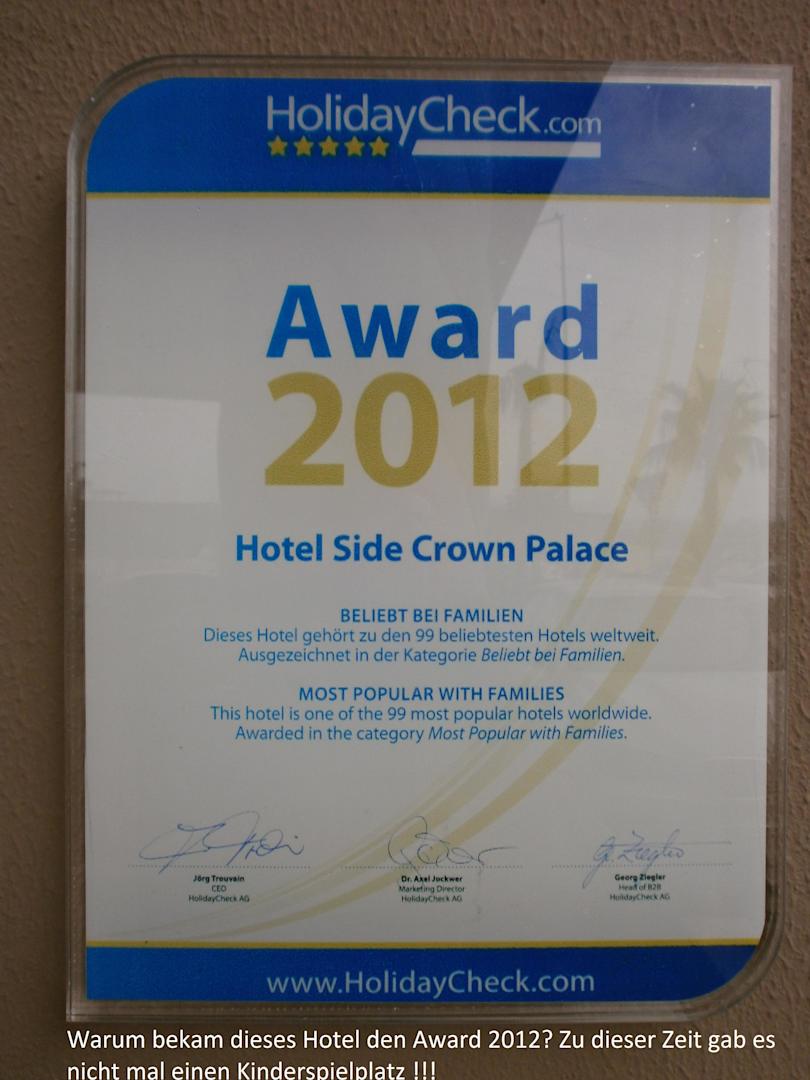 HolidayCheck.com
Award
2012
Hotel Side Crown Palace
BELIEBT BEI FAMILIEN
Dieses Hotel gehört zu den 99 beliebtesten Hotels weltweit.
Ausgezeichnet in der Kategorie Beliebt bei Familien.
MOST POPULAR WITH FAMILIES
This hotel is one of the 99 most popular hotels worldwide.
Awarded in the category Most Popular with Families.
Jörg Trouvain
CEO
HolidayCheck AG
Dr. Axel Jockwer
Marketing Director
HolidayCheck AG
G. Ziegler
Georg Ziegler
Head of B2B
HolidayCheck AG
www.HolidayCheck.com
Warum bekam dieses Hotel den Award 2012? Zu dieser Zeit gab es
nicht mal einen Kinderspielplatz !!!